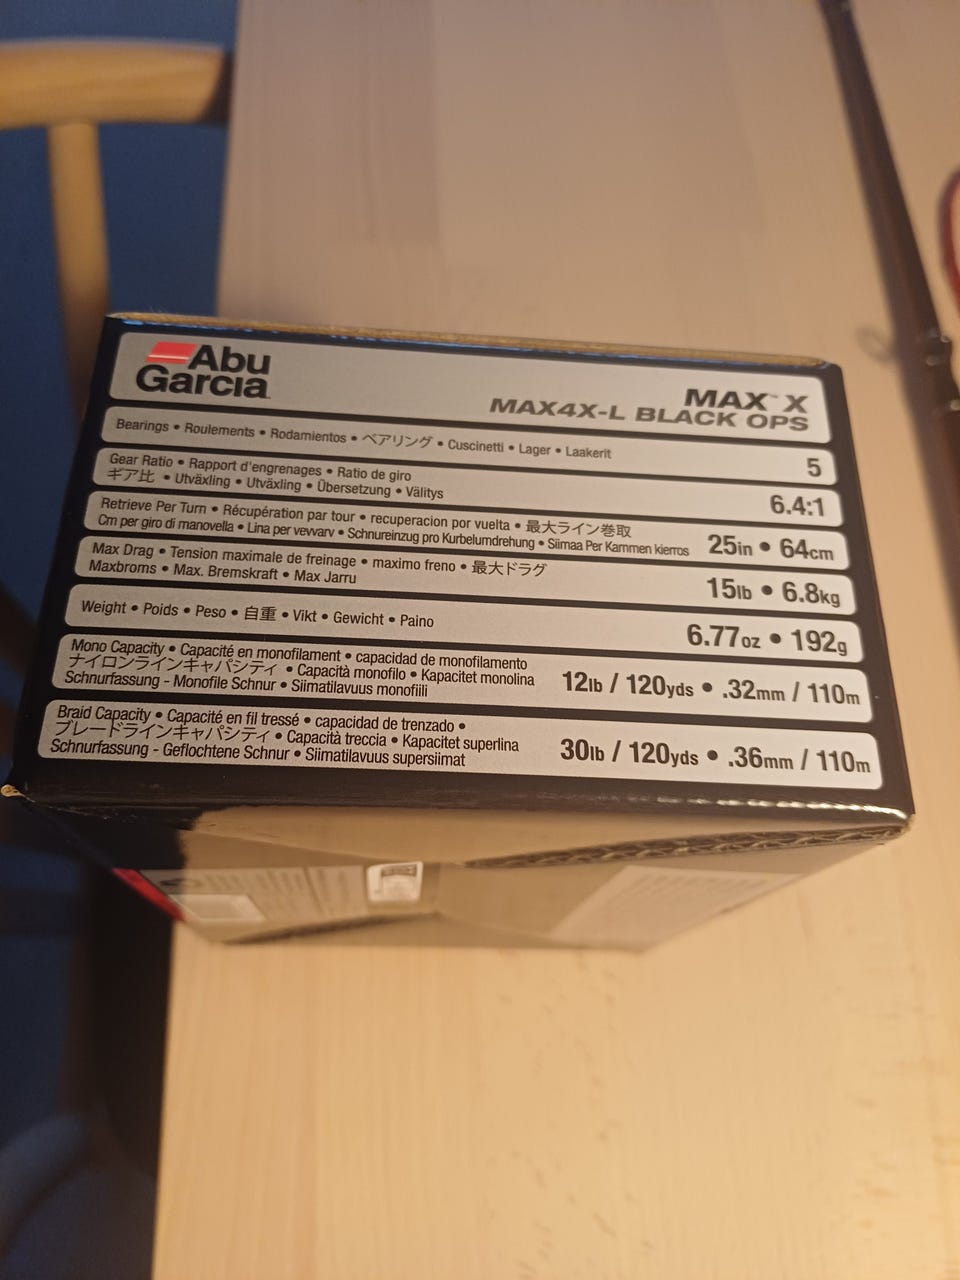 Abu
Garcia
MAX™ X
MAX4X-L BLACK OPS
Bearings • Roulements • Rodamientos • ベアリング • Cuscinetti • Lager • Laakerit
5
Gear Ratio • Rapport d'engrenages • Ratio de giro
ギア比 • Utväxling • Utväxling • Übersetzung • Välitys
6.4:1
Retrieve Per Turn • Récupération par tour • recuperacion por vuelta • 最大ライン巻取
Cm per giro di manovella • Lina per vevvarv • Schnureinzug pro Kurbelumdrehung • Siimaa Per Kammen kierros
25in • 64cm
Max Drag • Tension maximale de freinage • maximo freno • 最大ドラグ
Maxbroms • Max. Bremskraft • Max Jarru
15lb • 6.8kg
Weight • Poids • Peso • 自重 • Vikt • Gewicht • Paino
6.77oz • 192g
Mono Capacity • Capacité en monofilament • capacidad de monofilamento
ナイロンラインキャパシティ • Capacità monofilo • Kapacitet monolina
Schnurfassung - Monofile Schnur • Siimatilavuus monofiili
12lb / 120yds • .32mm / 110m
Braid Capacity • Capacité en fil tressé • capacidad de trenzado •
ブレードラインキャパシティ • Capacità treccia • Kapacitet superlina
Schnurfassung - Geflochtene Schnur • Siimatilavuus supersiimat
30lb / 120yds • .36mm / 110m